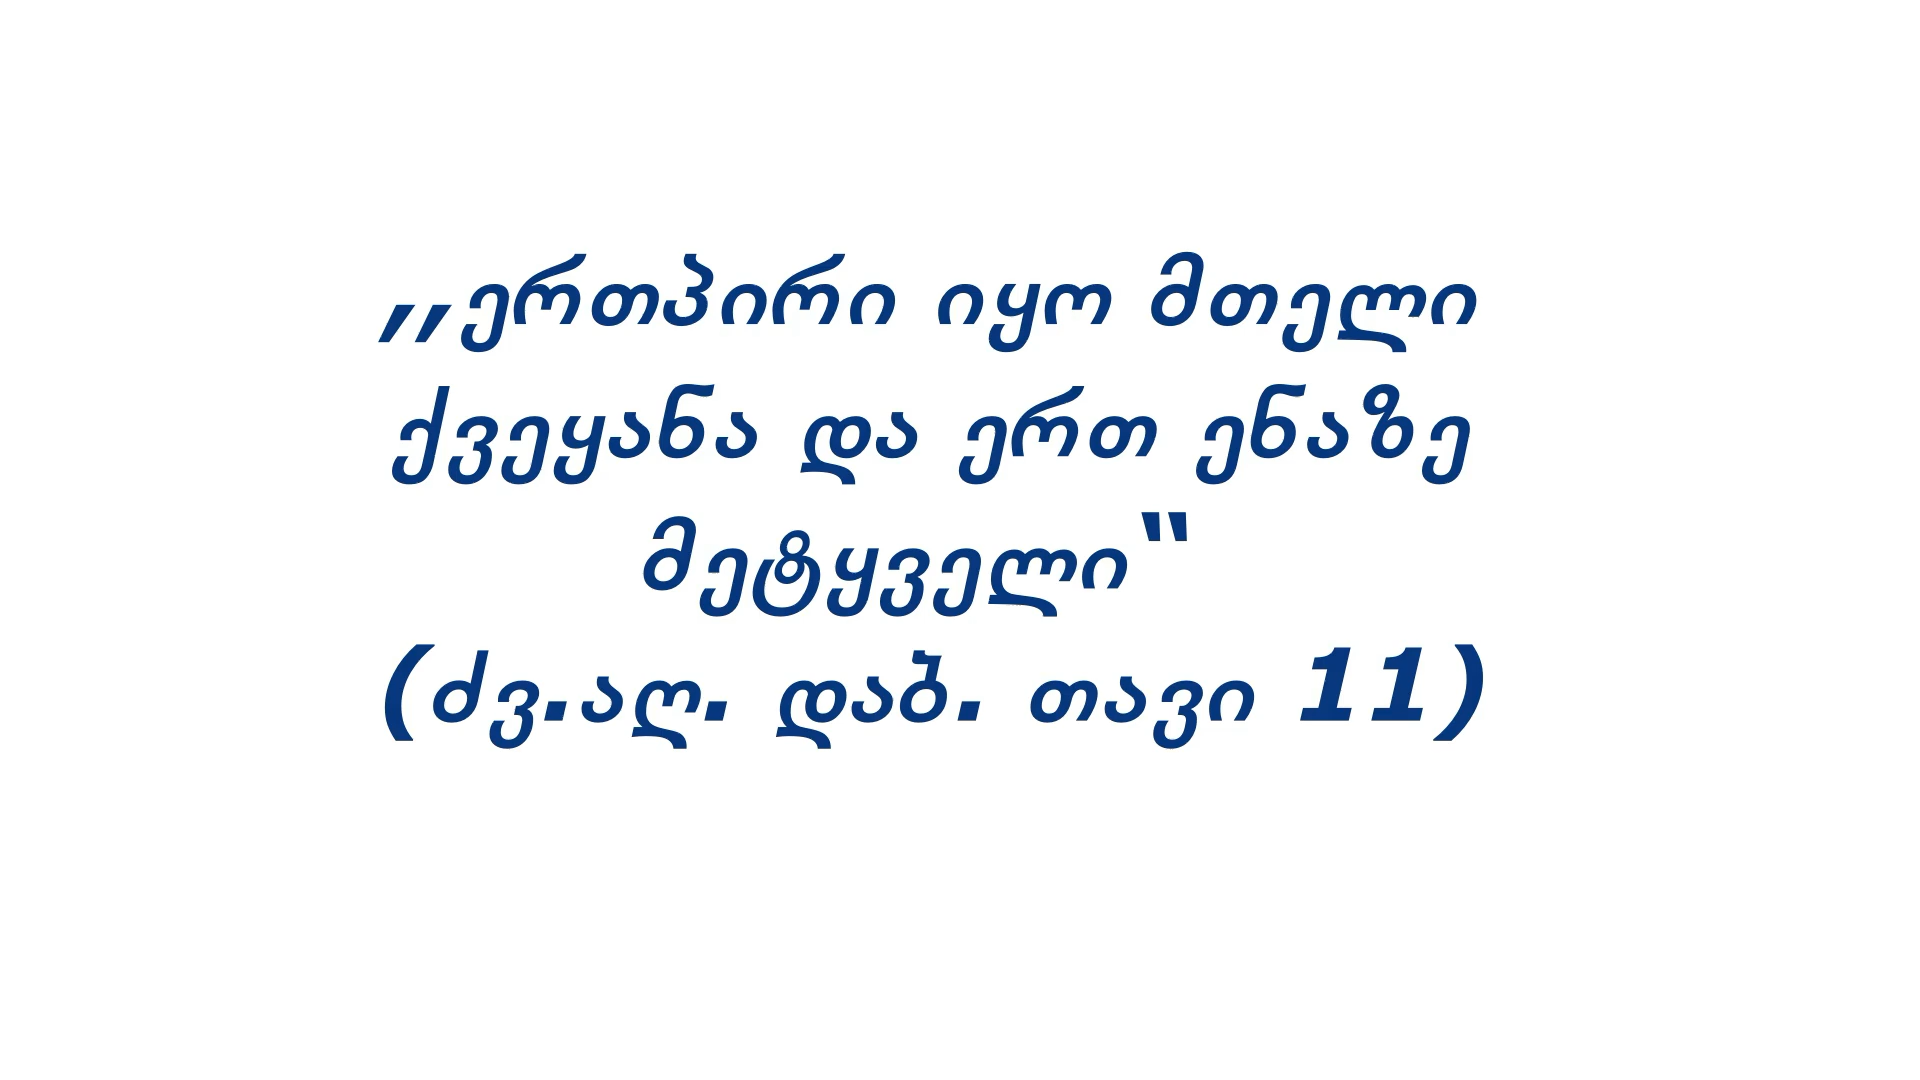 „ერთპირი იყო მთელი
ქვეყანა და ერთ ენაზე
მეტყველი“
(ძვ.აღ. დაბ. თავი 11)